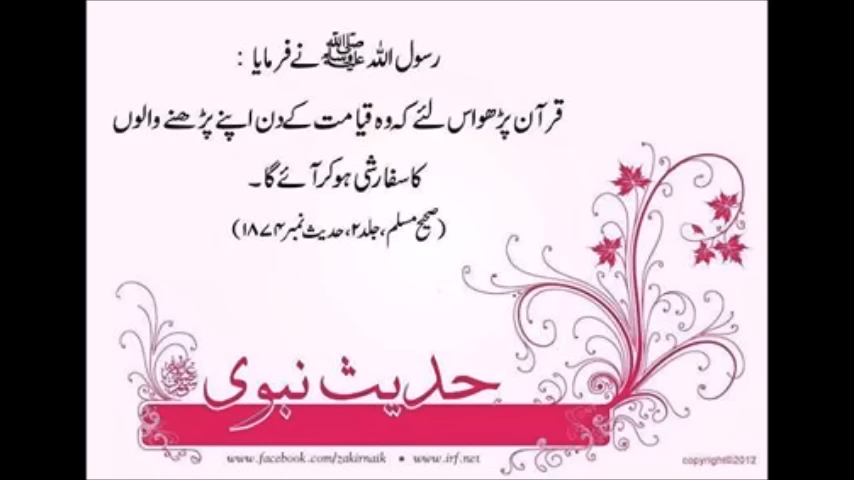 رسول اللہ ﷺ نے فرمایا :
قرآن پڑھو اس لئے کہ وہ قیامت کے دن اپنے پڑھنے والوں
کا سفارشی ہو کر آئے گا۔
(صحیح مسلم، جلد ۲، حدیث نمبر ۱۸۷۴)
حدیث نبوی
www.facebook.com/zakirnaik • www.irf.net
copyright©2012